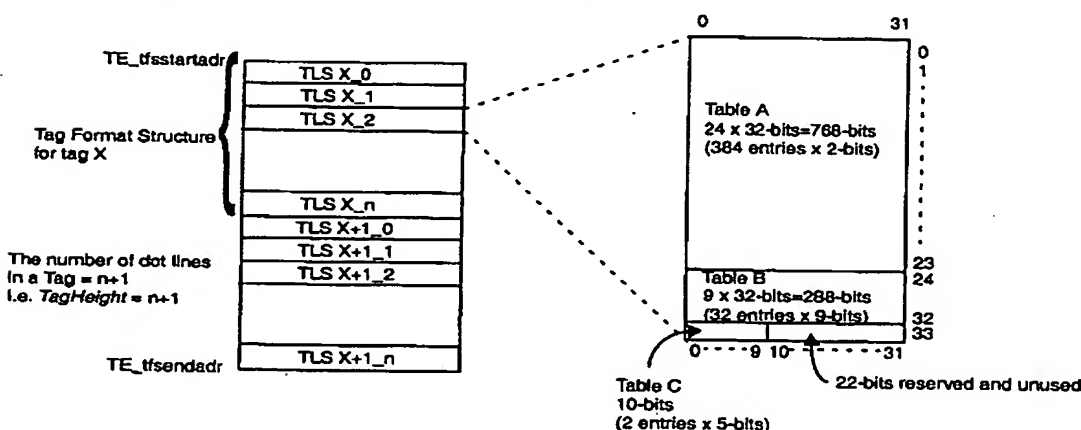 TE_tfsstartadr
Tag Format Structure
for tag X
The number of dot lines
in a Tag = n+1
i.e. TagHeight = n+1
TE_tfsendadr
TLS X_0
TLS X_1
TLS X_2
TLS X_n
TLS X+1_0
TLS X+1_1
TLS X+1_2
TLS X+1_n
0 31
0
1
Table A
24 x 32-bits=768-bits
(384 entries x 2-bits)
23
Table B 24
9 x 32-bits=288-bits
(32 entries x 9-bits) 32
33
0 9 10 31
Table C
10-bits
(2 entries x 5-bits)
22-bits reserved and unused